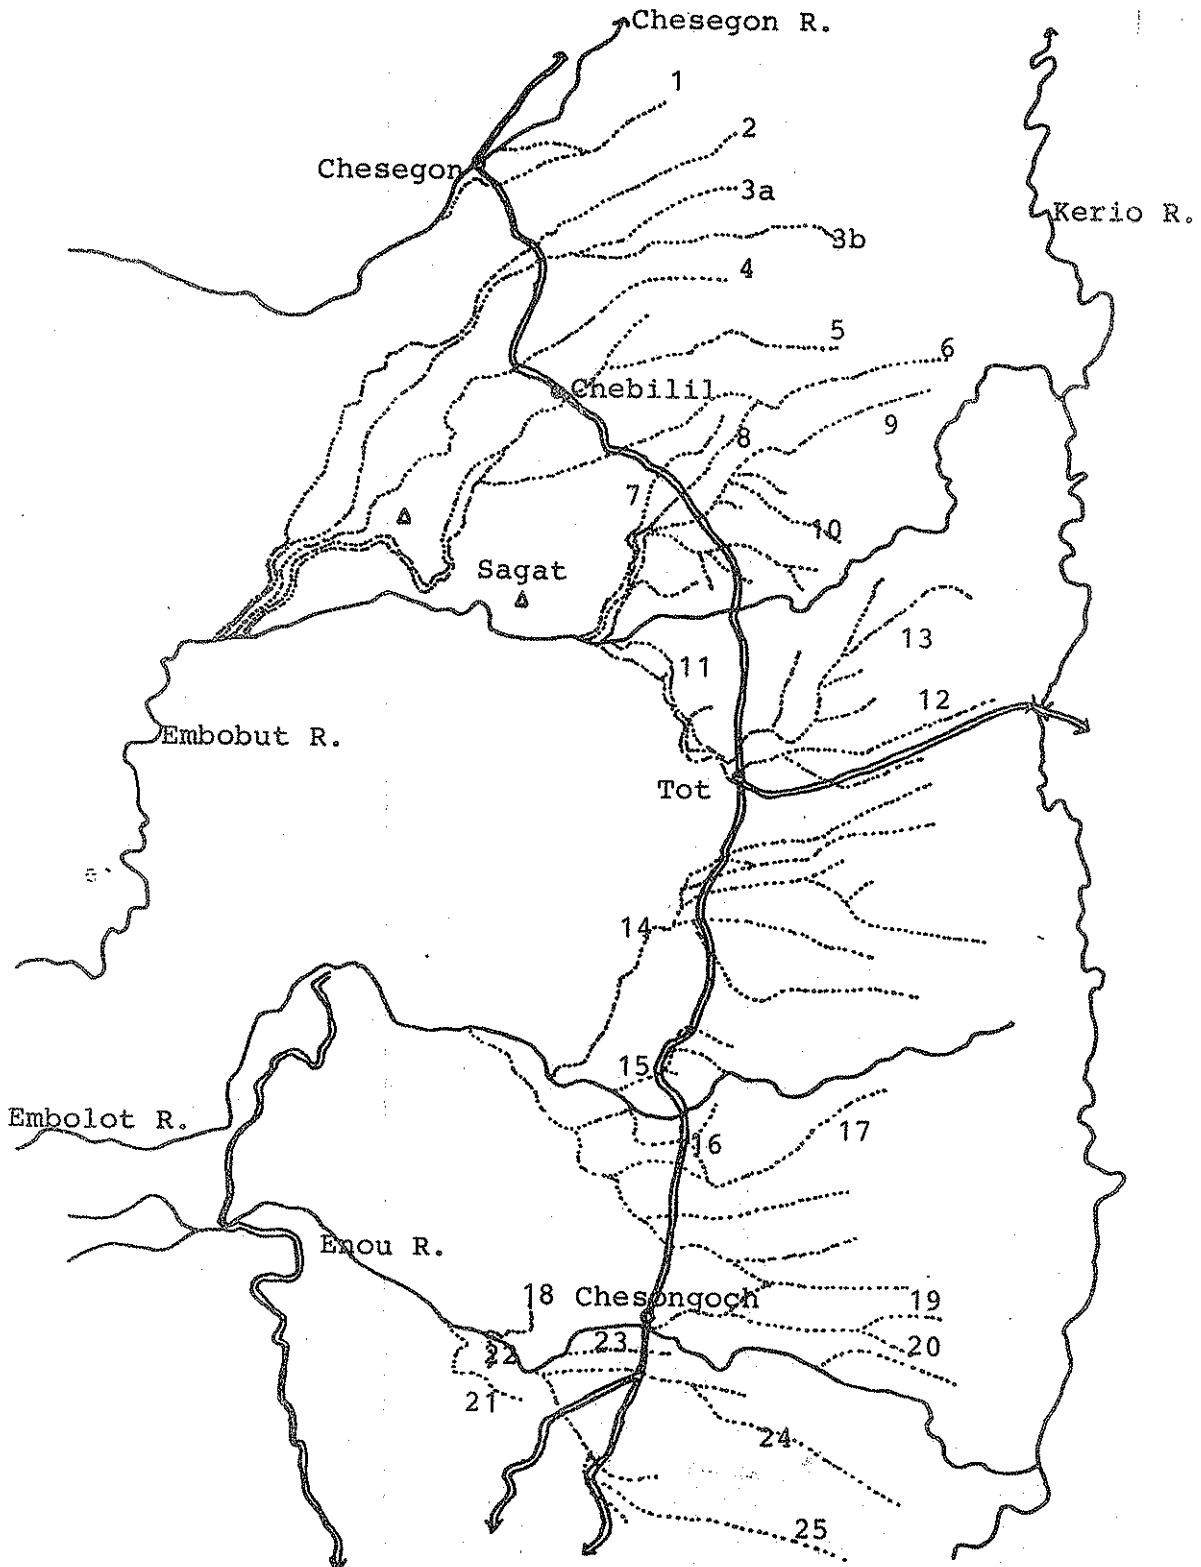 Chesegon R.
1
2
Chesegon
3a
Kerio R.
3b
4
5
6
Chebilil
9
8
7
10
Sagat
13
11
12
Embobut R.
Tot
14
15
Embolot R.
17
16
Enou R.
18
Chesongoch
19
23
20
22
21
24
25